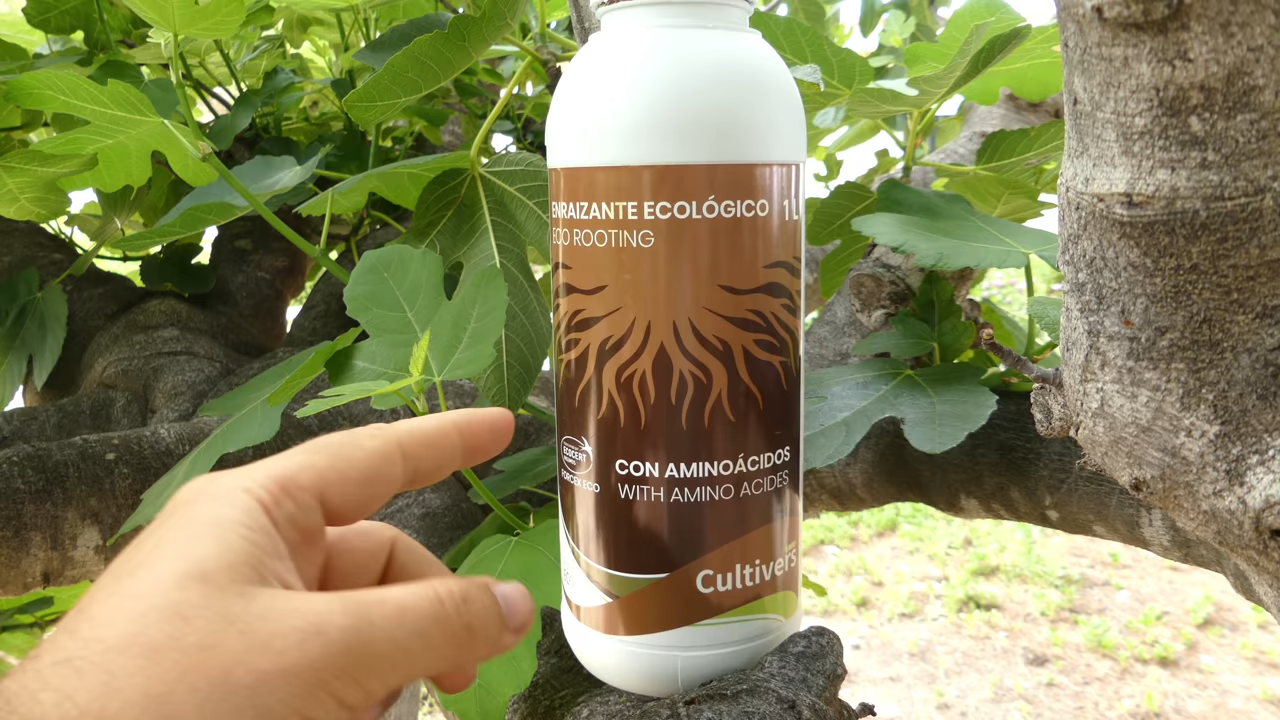 ENRAIZANTE ECOLÓGICO 1L
ECO ROOTING
ECOCERT
FORCEX ECO
CON AMINOÁCIDOS
WITH AMINO ACIDES
Cultivers